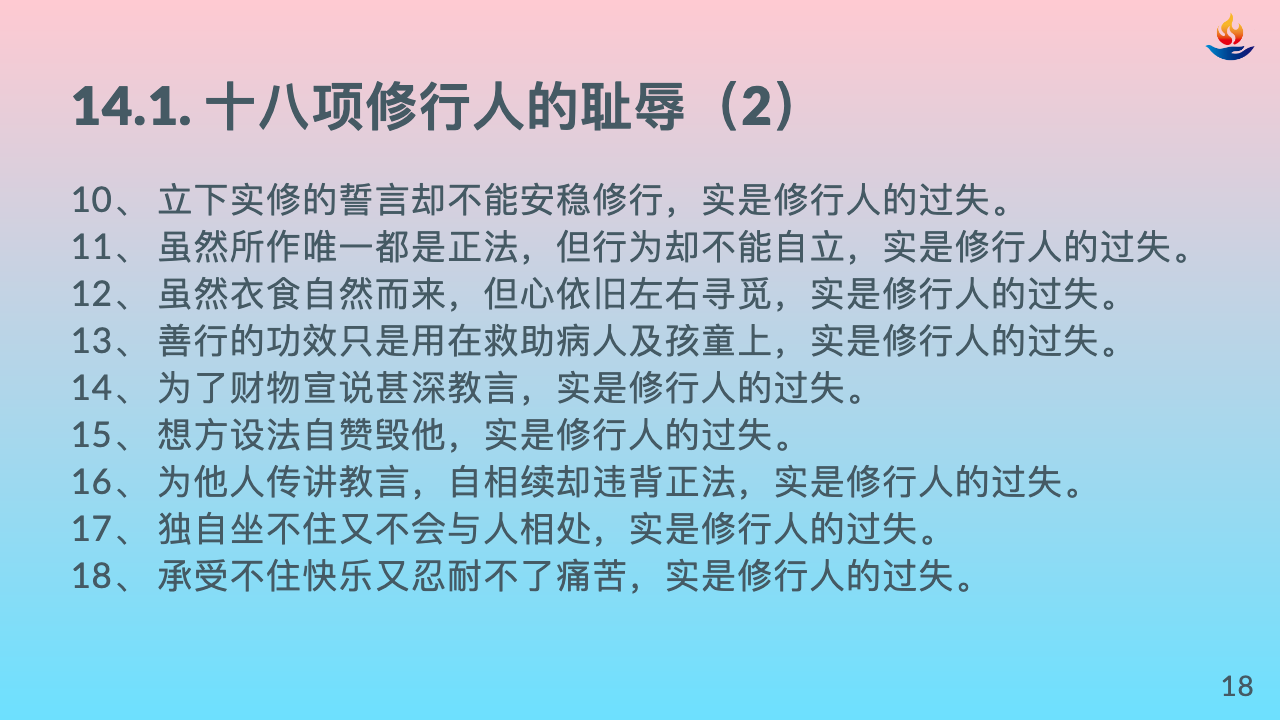 14.1. 十八项修行人的耻辱（2）
10、 立下实修的誓言却不能安稳修行，实是修行人的过失。
11、 虽然所作唯一都是正法，但行为却不能自立，实是修行人的过失。
12、 虽然衣食自然而来，但心依旧左右寻觅，实是修行人的过失。
13、 善行的功效只是用在救助病人及孩童上，实是修行人的过失。
14、 为了财物宣说甚深教言，实是修行人的过失。
15、 想方设法自赞毁他，实是修行人的过失。
16、 为他人传讲教言，自相续却违背正法，实是修行人的过失。
17、 独自坐不住又不会与人相处，实是修行人的过失。
18、 承受不住快乐又忍耐不了痛苦，实是修行人的过失。
18